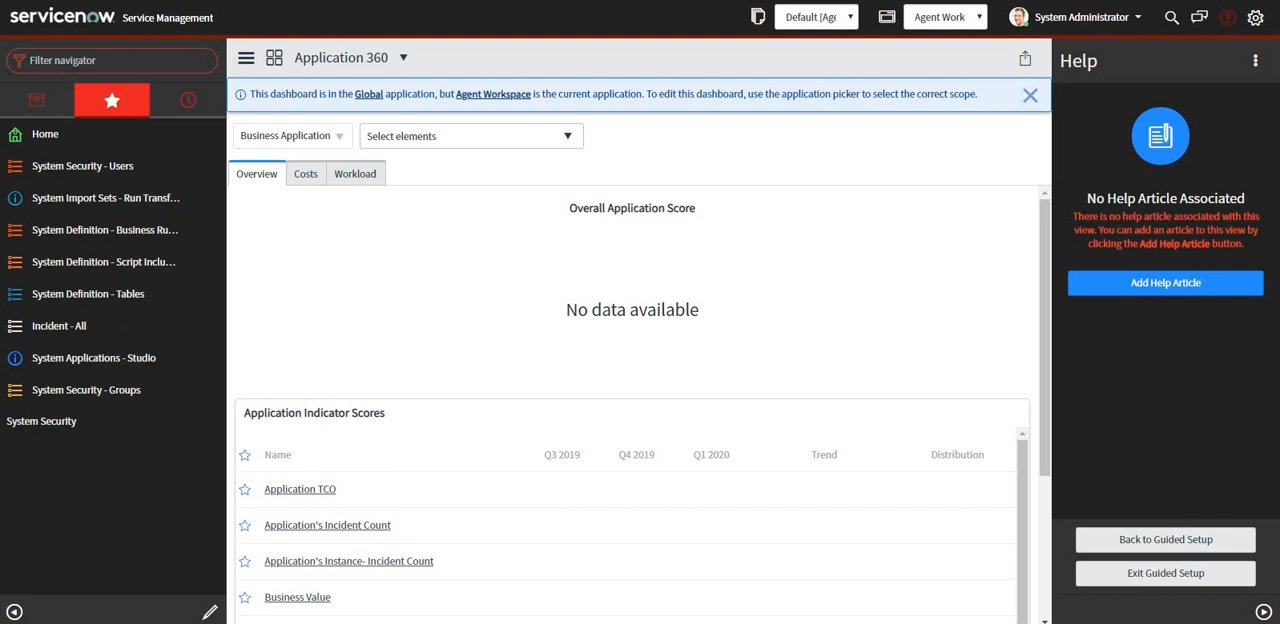 servicenow Service Management
Default [Age
Agent Work
System Administrator
Filter navigator
Home
System Security - Users
System Import Sets - Run Transf...
System Definition - Business Ru...
System Definition - Script Inclu...
System Definition - Tables
Incident - All
System Applications - Studio
System Security - Groups
System Security
Application 360
This dashboard is in the Global application, but Agent Workspace is the current application. To edit this dashboard, use the application picker to select the correct scope.
Business Application
Select elements
Overview Costs Workload
Overall Application Score
No data available
Application Indicator Scores
Name Q3 2019 Q4 2019 Q1 2020 Trend Distribution
Application TCO
Application's Incident Count
Application's Instance- Incident Count
Business Value
Help
No Help Article Associated
There is no help article associated with this
view. You can add an article to this view by
clicking the Add Help Article button.
Add Help Article
Back to Guided Setup
Exit Guided Setup